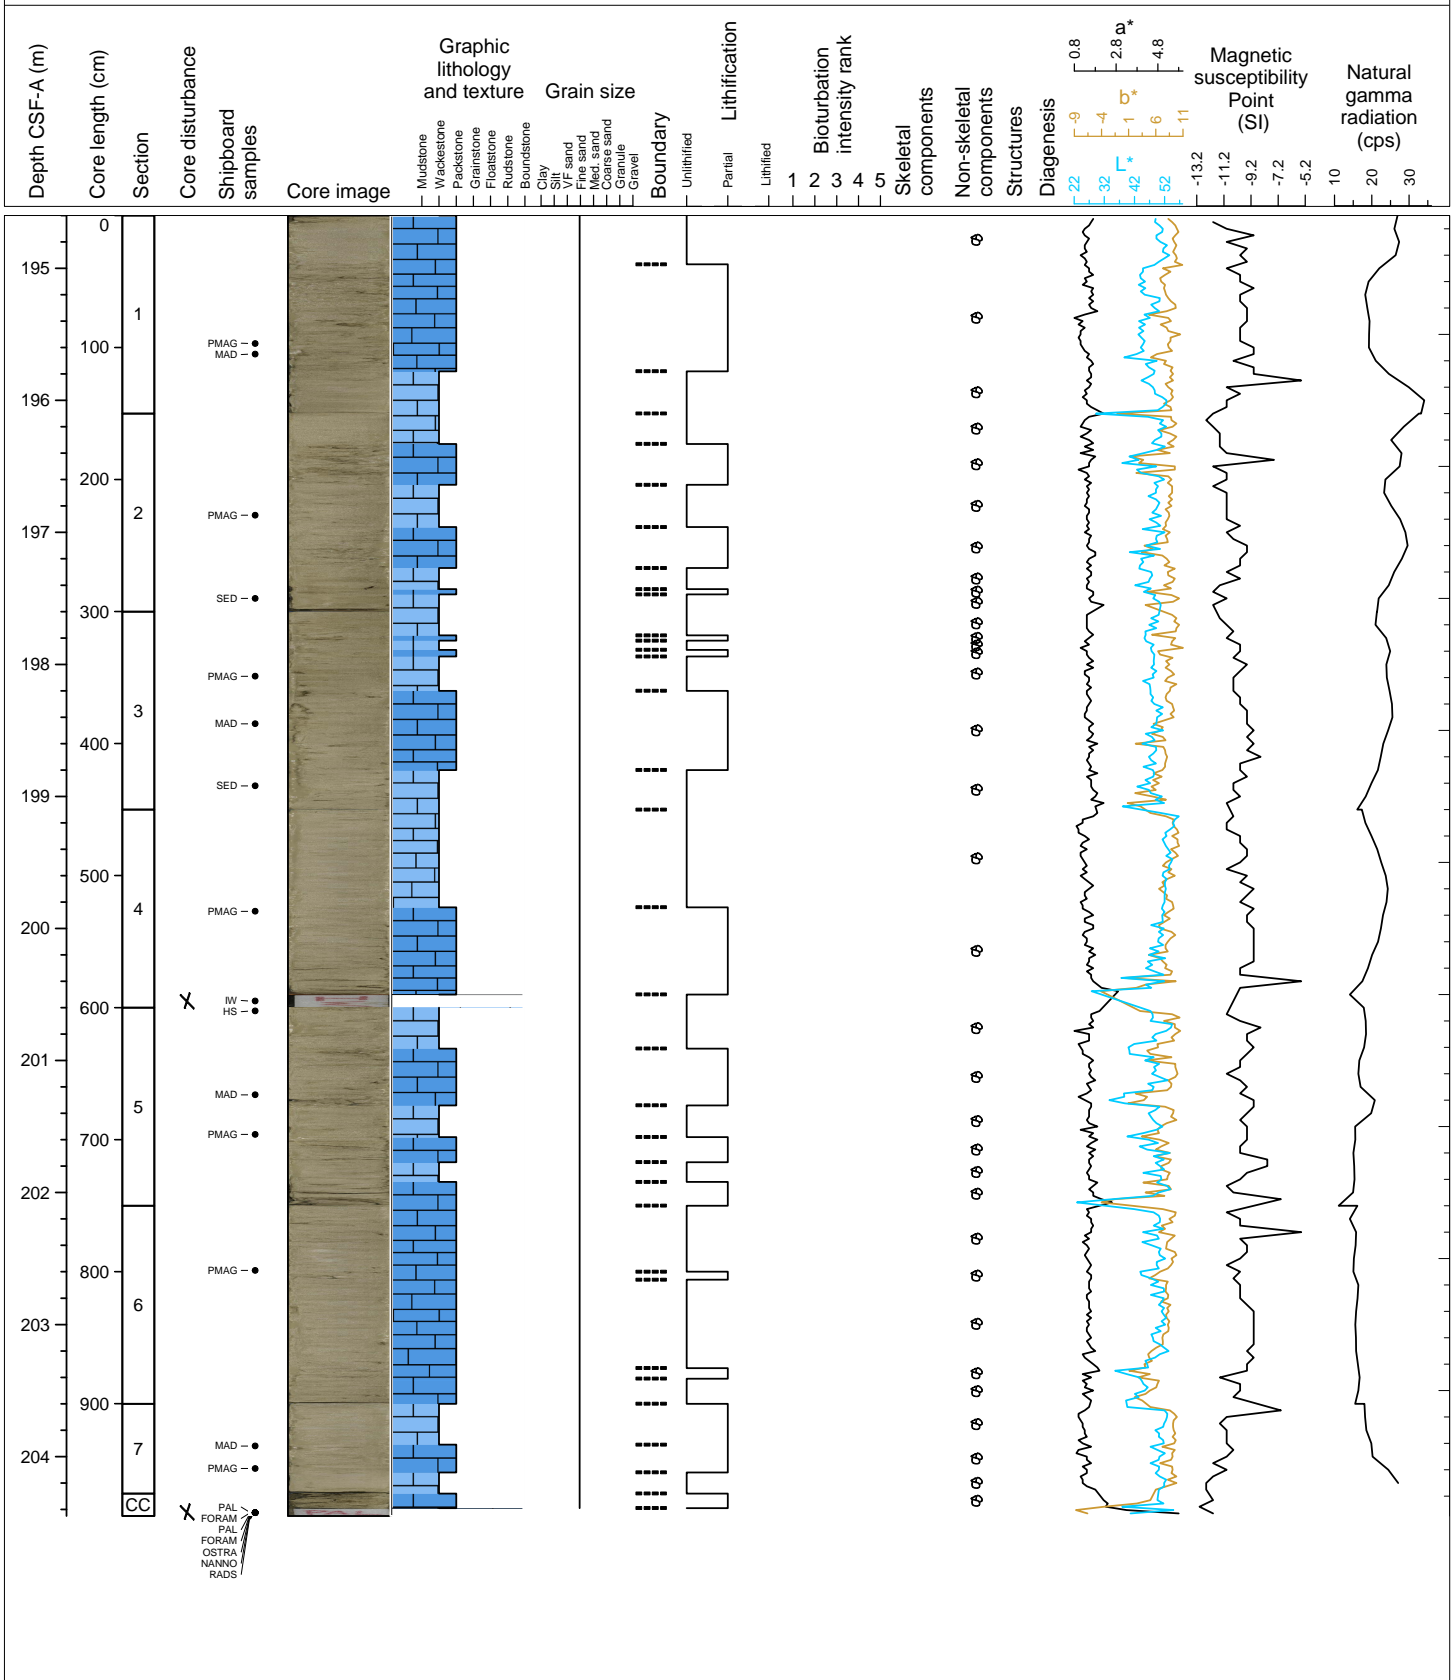 Depth CSF-A (m)
Core length (cm)
Section
Core disturbance
Shipboard
samples
Core image
Graphic
lithology
and texture
Mudstone
Wackestone
Packstone
Grainstone
Floatstone
Rudstone
Boundstone
Grain size
Clay
Silt
VF sand
Fine sand
Med. sand
Coarse sand
Granule
Gravel
Boundary
Lithification
Unlithified
Partial
Lithified
Bioturbation
intensity rank
1 2 3 4 5
Skeletal
components
Non-skeletal
components
Structures
Diagenesis
a*
0.8 2.8 4.8
b*
-9 -4 1 6 11
L*
22 32 42 52
Magnetic
susceptibility
Point
(SI)
-13.2 -11.2 -9.2 -7.2 -5.2
Natural
gamma
radiation
(cps)
10 20 30
0
195
1
PMAG
100
MAD
196
200
2
PMAG
197
SED
300
198
PMAG
3
MAD
400
SED
199
500
4
PMAG
200
IW
600
HS
201
MAD
5
PMAG
700
202
PMAG
800
6
203
900
MAD
7
204
PMAG
CC
PAL
FORAM
PAL
FORAM
OSTRA
NANNO
RADS